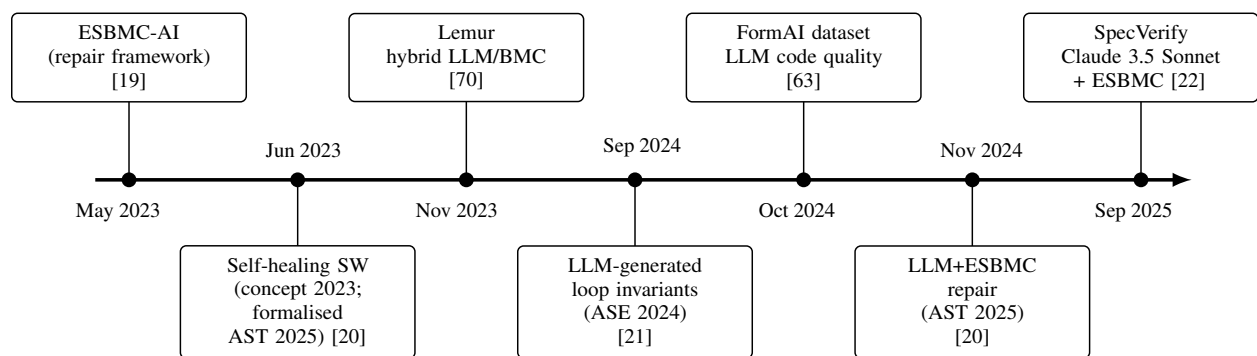 ESBMC-AI
(repair framework)
[19]
Lemur
hybrid LLM/BMC
[70]
FormAI dataset
LLM code quality
[63]
SpecVerify
Claude 3.5 Sonnet
+ ESBMC [22]
Jun 2023
Sep 2024
Nov 2024
May 2023
Nov 2023
Oct 2024
Sep 2025
Self-healing SW
(concept 2023;
formalised
AST 2025) [20]
LLM-generated
loop invariants
(ASE 2024)
[21]
LLM+ESBMC
repair
(AST 2025)
[20]